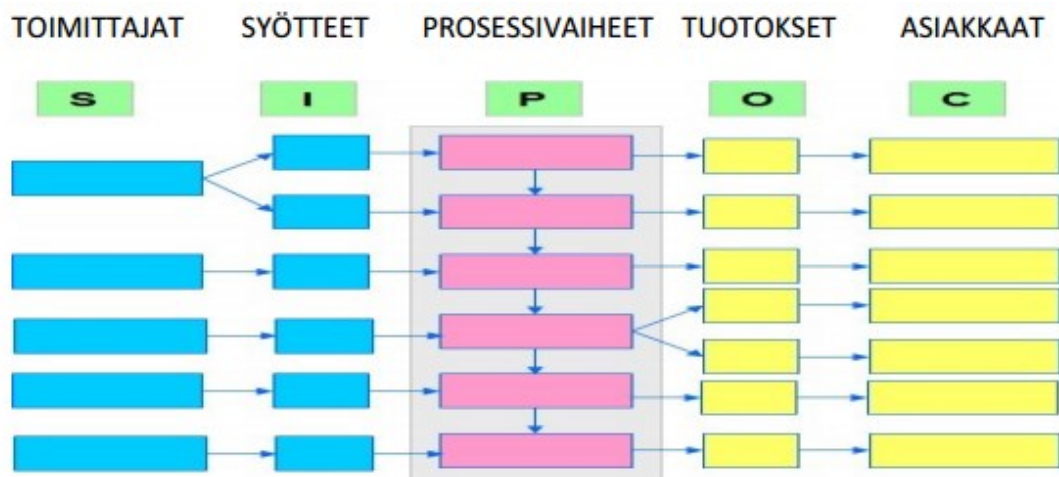 TOIMITTAJAT SYÖTTEET PROSESSIVAIHEET TUOTOKSET ASIAKKAAT
S I P O C